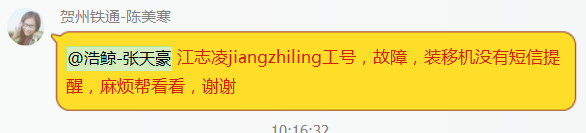 贺州铁通-陈美寒
@浩鲸-张天豪 江志凌jiangzhiling工号，故障，装移机没有短信提
醒，麻烦帮看看，谢谢
10:16:32